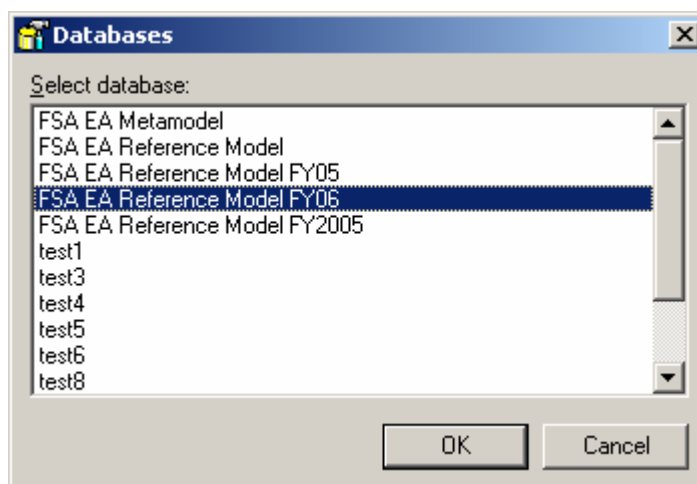 Databases
Select database:
FSA EA Metamodel
FSA EA Reference Model
FSA EA Reference Model FY05
FSA EA Reference Model FY06
FSA EA Reference Model FY2005
test1
test3
test4
test5
test6
test8
OK Cancel